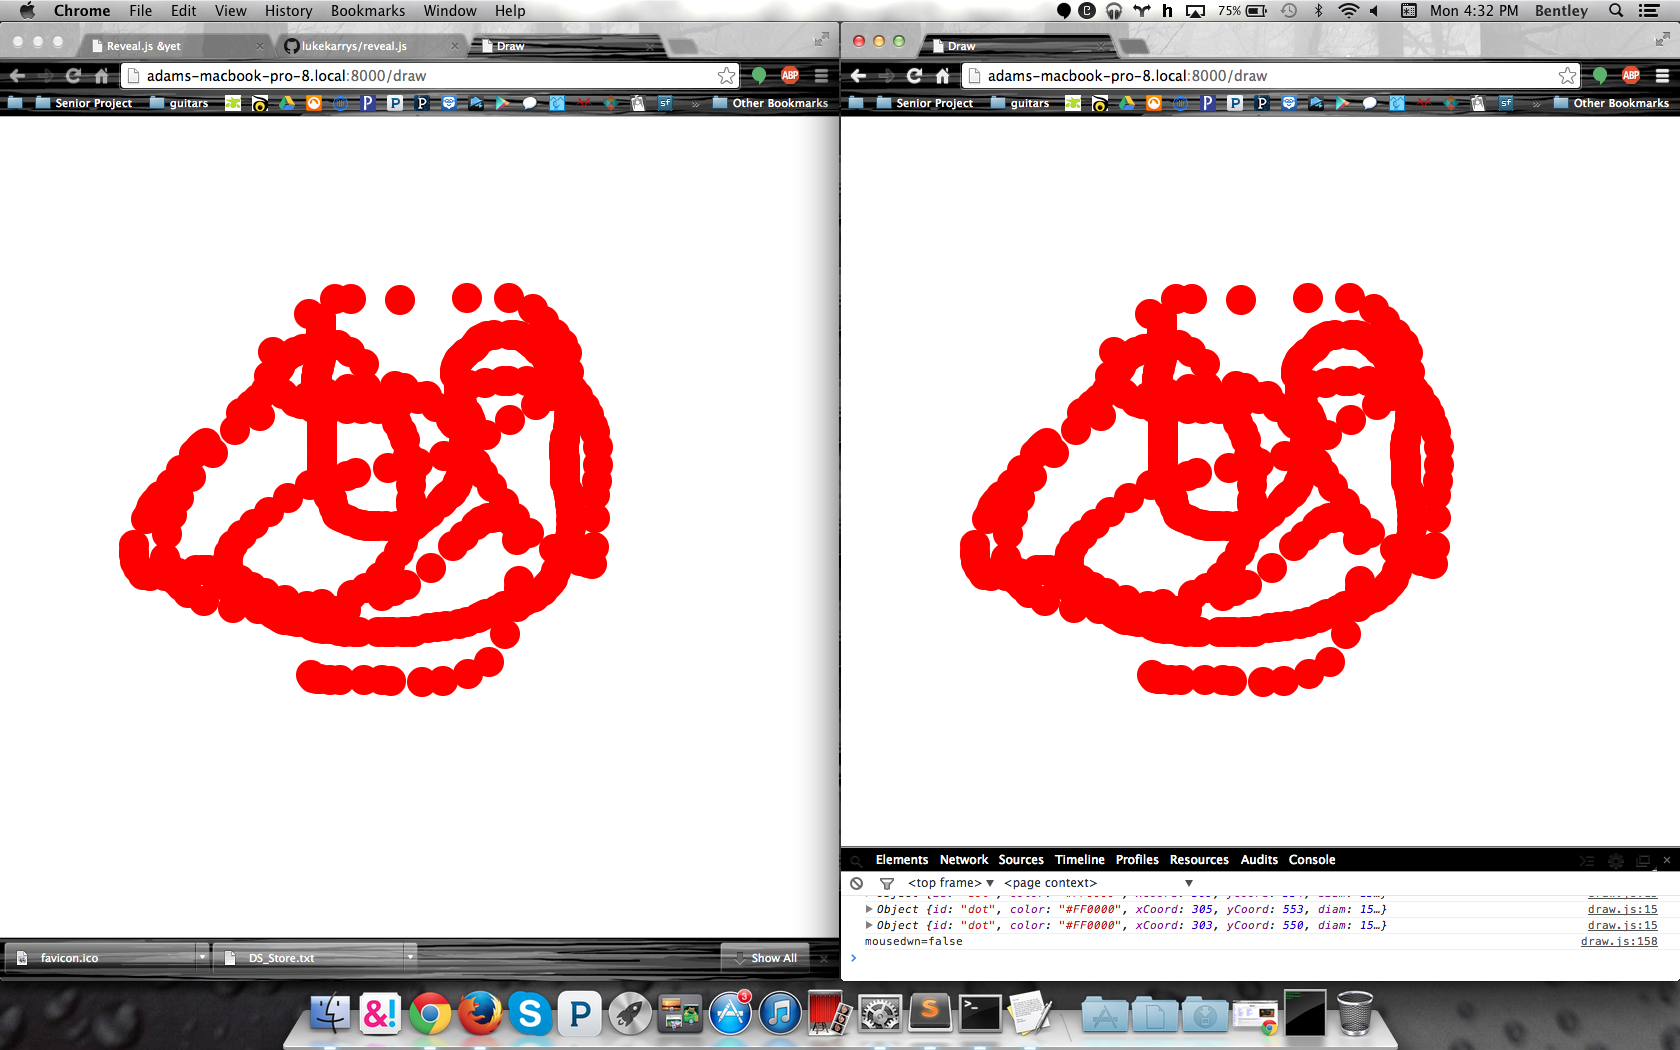 Chrome File Edit View History Bookmarks Window Help
75% Mon 4:32 PM Bentley
Reveal.js &yet
lukekarrys/reveal.js
Draw
adams-macbook-pro-8.local:8000/draw
ABP
Senior Project guitars sf » Other Bookmarks
Draw
adams-macbook-pro-8.local:8000/draw
ABP
Senior Project guitars sf » Other Bookmarks
Elements Network Sources Timeline Profiles Resources Audits Console
<top frame> <page context>
Object {id: "dot", color: "#FF0000", xCoord: 305, yCoord: 553, diam: 15…} draw.js:15
Object {id: "dot", color: "#FF0000", xCoord: 303, yCoord: 550, diam: 15…} draw.js:15
mousedwn=false draw.js:158
favicon.ico
DS_Store.txt
Show All
&!
S
P
3
S